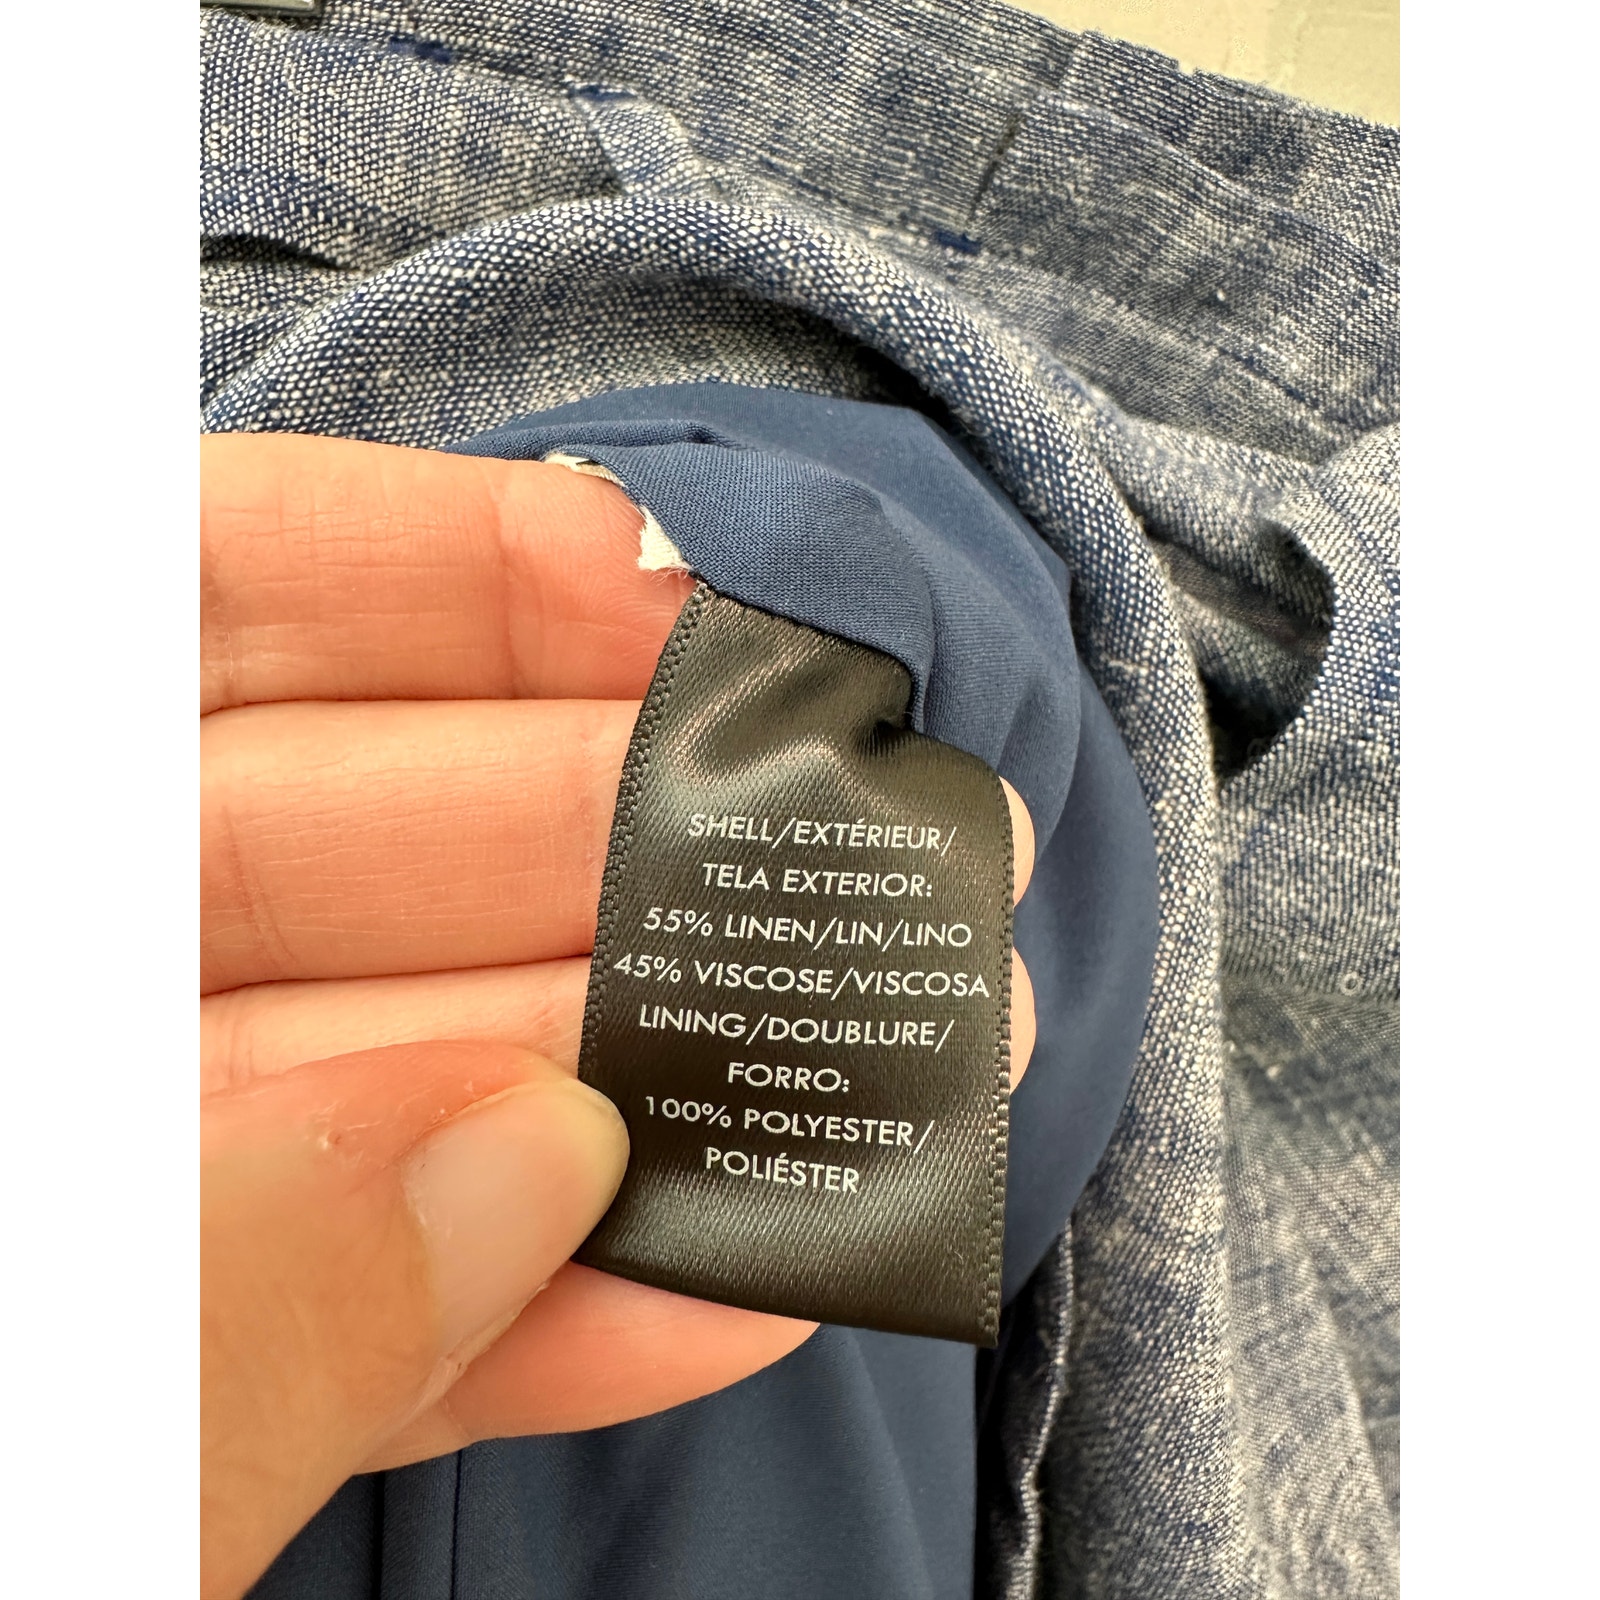 SHELL/EXTÉRIEUR/
TELA EXTERIOR:
55% LINEN/LIN/LINO
45% VISCOSE/VISCOSA
LINING/DOUBLURE/
FORRO:
100% POLYESTER/
POLIÉSTER